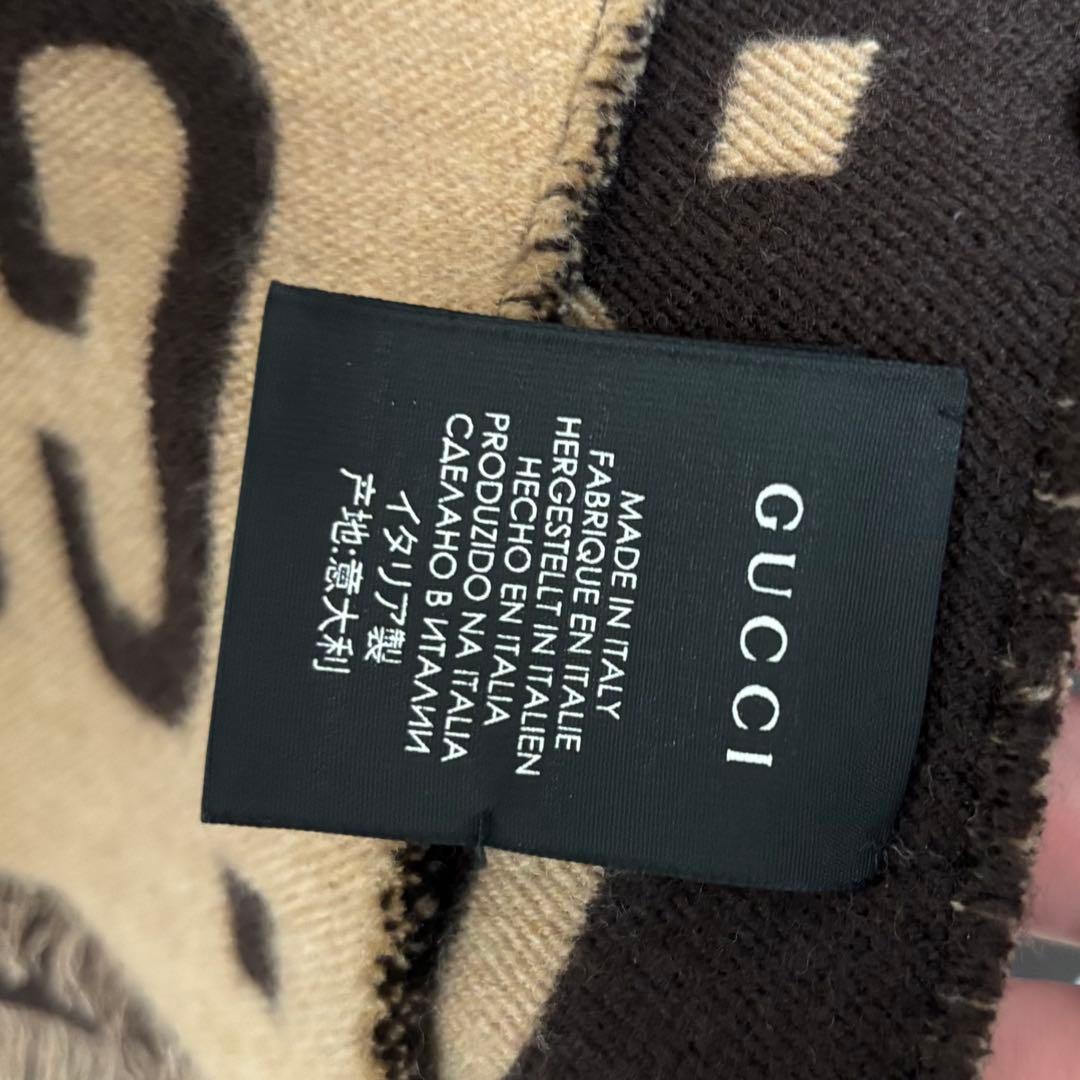 GUCCI
MADE IN ITALY
FABRIQUE EN ITALIE
HERGESTELLT IN ITALIEN
HECHO EN ITALIA
PRODUZIDO NA ITALIA
СДЕЛАНО В ИТАЛИИ
イタリア製
产地:意大利